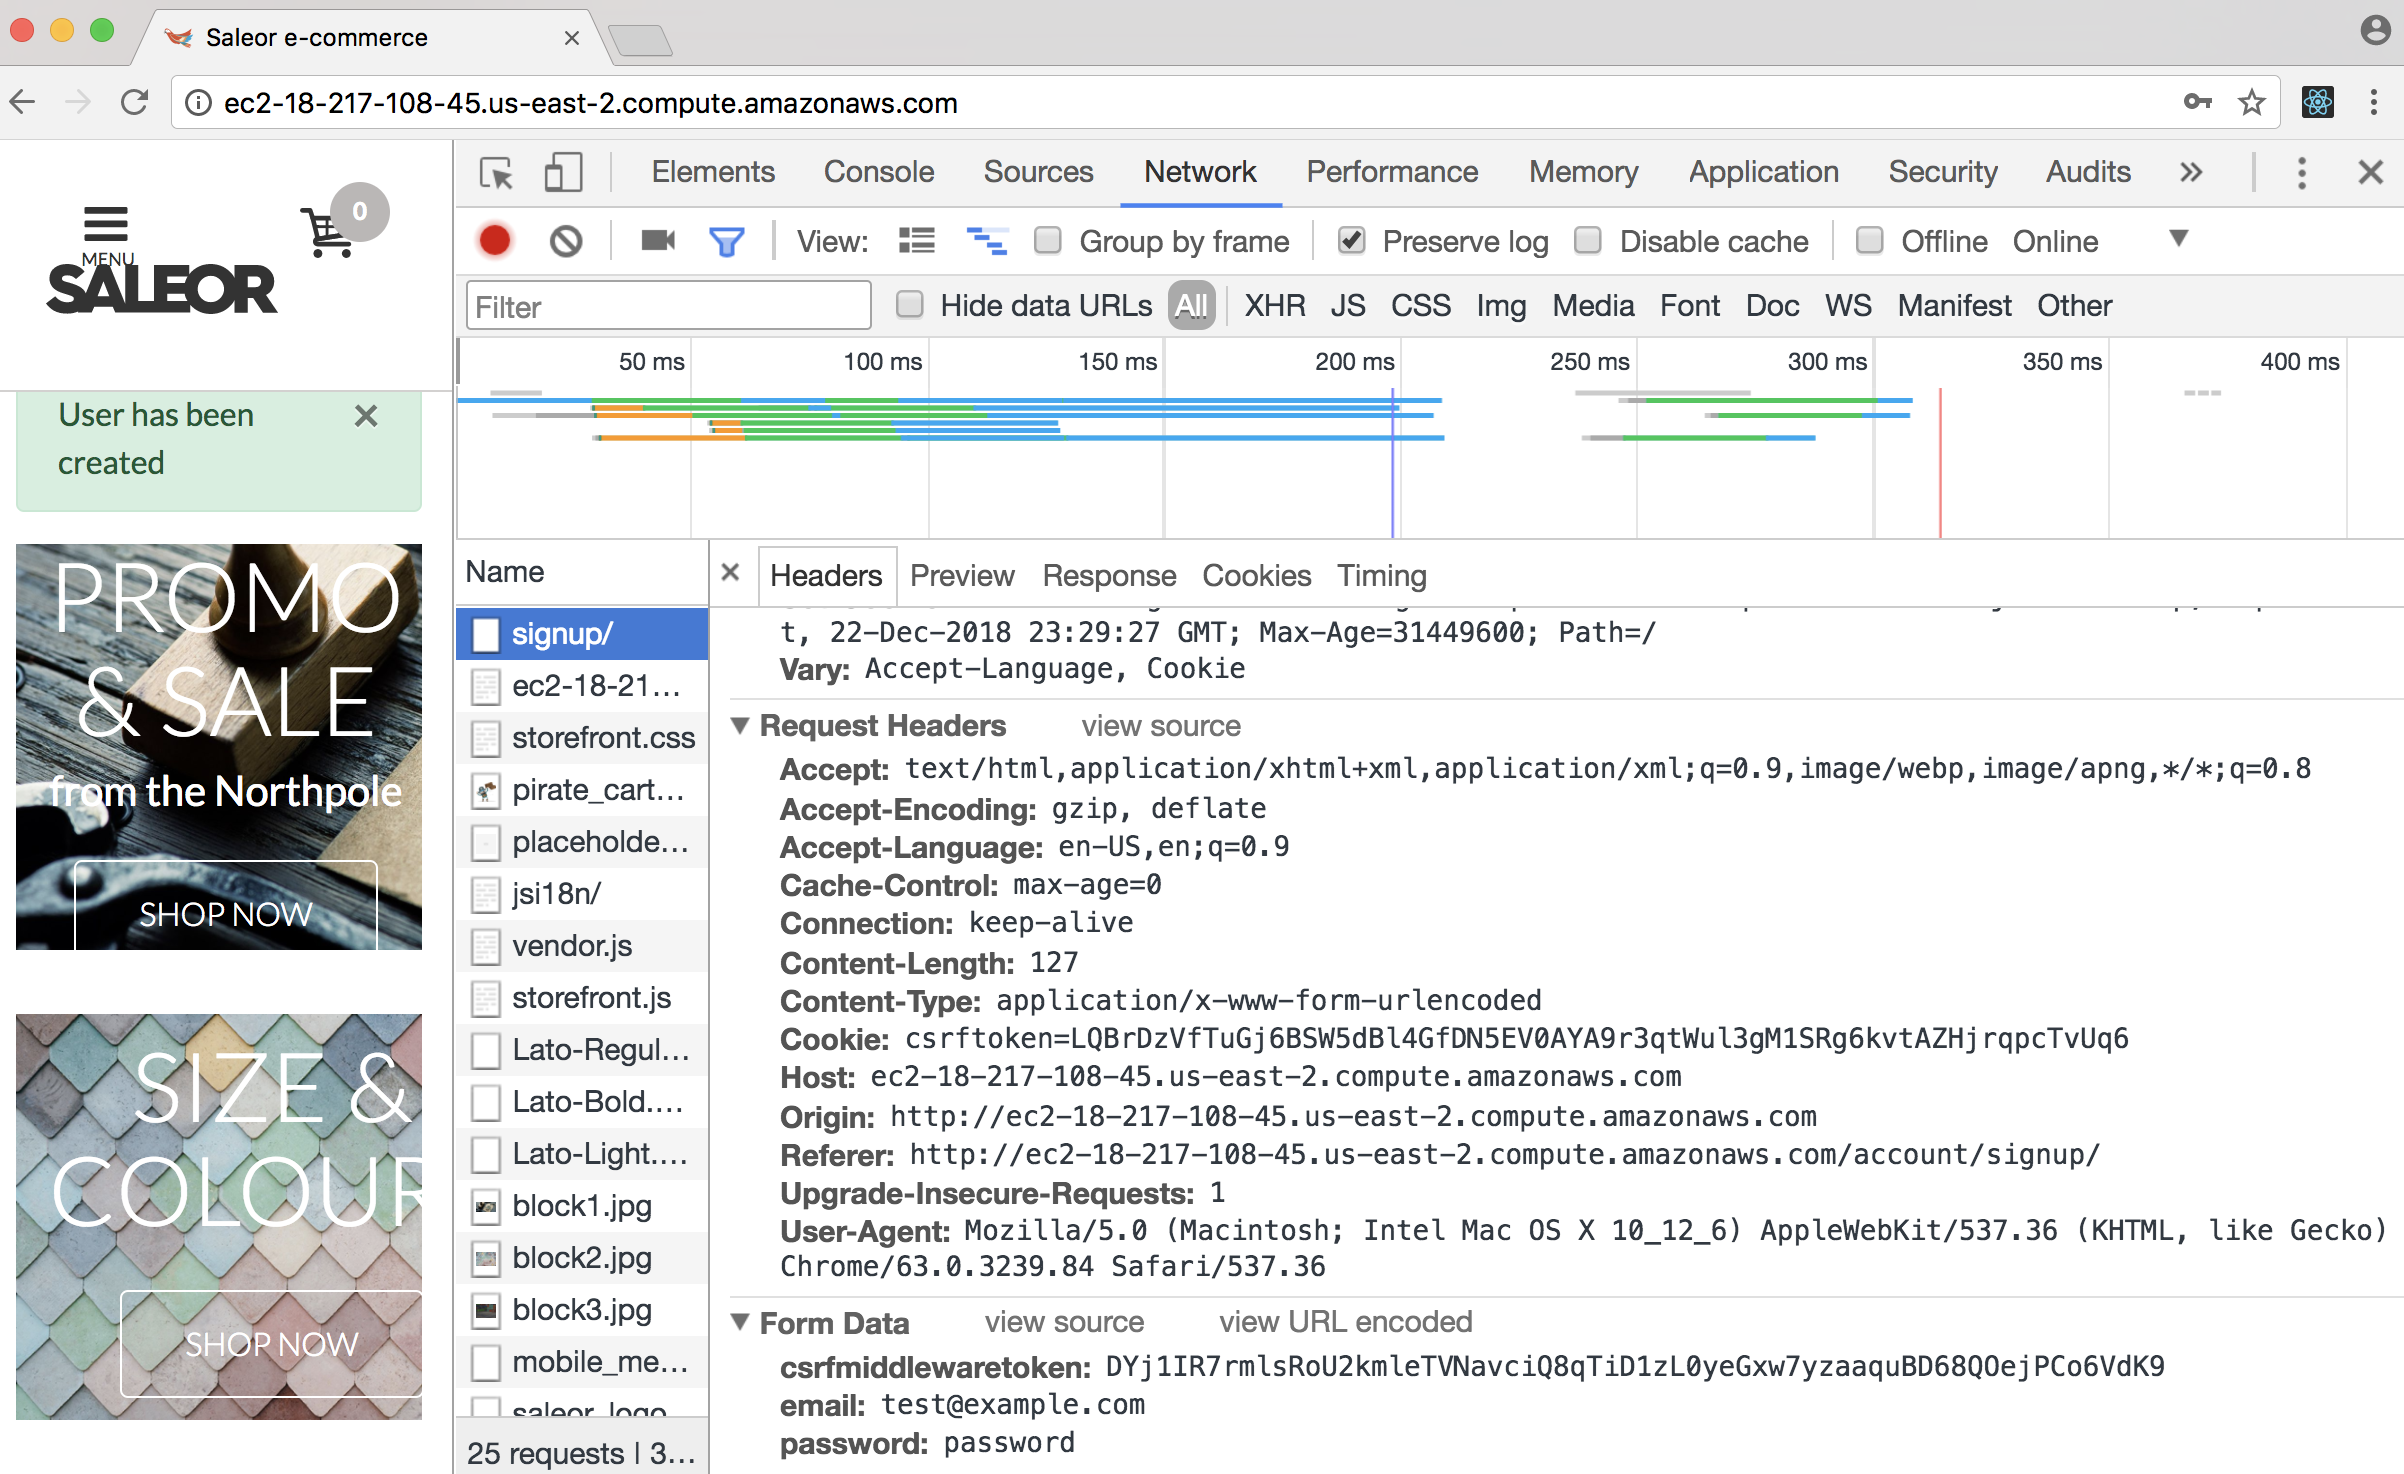 Saleor e-commerce
ec2-18-217-108-45.us-east-2.compute.amazonaws.com
MENU
0
SALEOR
User has been
created
PROMO
& SALE
from the Northpole
SHOP NOW
SIZE &
COLOUR
SHOP NOW
Elements Console Sources Network Performance Memory Application Security Audits
View: Group by frame Preserve log Disable cache Offline Online
Filter Hide data URLs All XHR JS CSS Img Media Font Doc WS Manifest Other
50 ms 100 ms 150 ms 200 ms 250 ms 300 ms 350 ms 400 ms
Name
signup/
ec2-18-21...
storefront.css
pirate_cart...
placeholde...
jsi18n/
vendor.js
storefront.js
Lato-Regul...
Lato-Bold....
Lato-Light....
block1.jpg
block2.jpg
block3.jpg
mobile_me...
saleor_logo
25 requests | 3...
Headers Preview Response Cookies Timing
t, 22-Dec-2018 23:29:27 GMT; Max-Age=31449600; Path=/
Vary: Accept-Language, Cookie
Request Headers view source
Accept: text/html,application/xhtml+xml,application/xml;q=0.9,image/webp,image/apng,*/*;q=0.8
Accept-Encoding: gzip, deflate
Accept-Language: en-US,en;q=0.9
Cache-Control: max-age=0
Connection: keep-alive
Content-Length: 127
Content-Type: application/x-www-form-urlencoded
Cookie: csrftoken=LQBrDzVfTuGj6BSW5dBl4GfDN5EV0AYA9r3qtWul3gM1SRg6kvtAZHjrqpcTvUq6
Host: ec2-18-217-108-45.us-east-2.compute.amazonaws.com
Origin: http://ec2-18-217-108-45.us-east-2.compute.amazonaws.com
Referer: http://ec2-18-217-108-45.us-east-2.compute.amazonaws.com/account/signup/
Upgrade-Insecure-Requests: 1
User-Agent: Mozilla/5.0 (Macintosh; Intel Mac OS X 10_12_6) AppleWebKit/537.36 (KHTML, like Gecko)
Chrome/63.0.3239.84 Safari/537.36
Form Data view source view URL encoded
csrfmiddlewaretoken: DYj1IR7rmlsRoU2kmleTVNavciQ8qTiD1zL0yeGxw7yzaaquBD68QOejPCo6VdK9
email: test@example.com
password: password